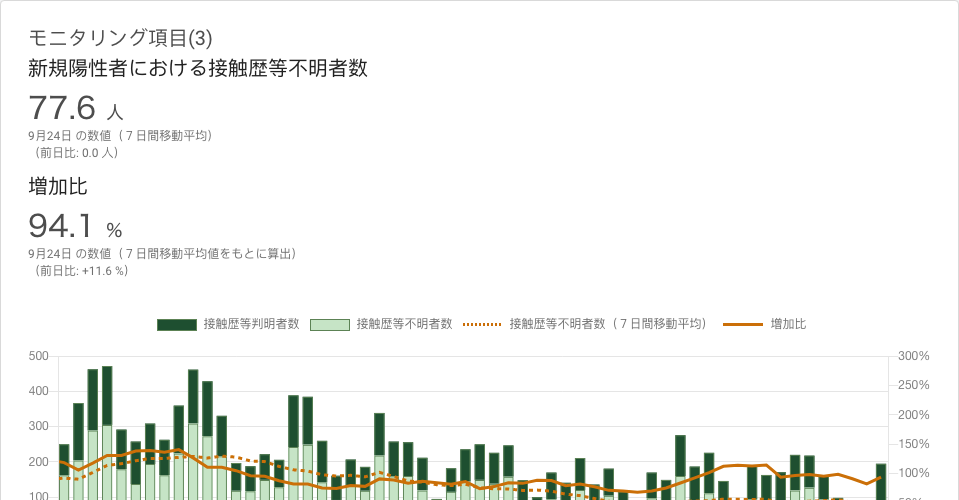 モニタリング項目(3)
新規陽性者における接触歴等不明者数
77.6 人
9月24日 の数値（７日間移動平均）
（前日比: 0.0 人）
増加比
94.1 %
9月24日 の数値（７日間移動平均値をもとに算出）
（前日比: +11.6 %）
接触歴等判明者数 接触歴等不明者数 接触歴等不明者数（７日間移動平均） 増加比
500 300%
250%
400
200%
300
150%
200
100%
100